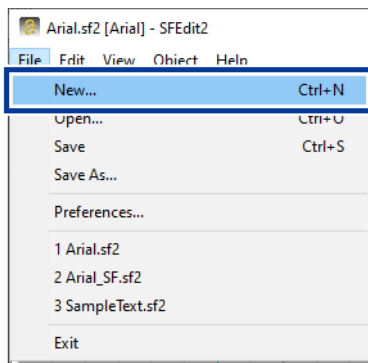 Arial.sf2 [Arial] - SFEdit2
File Edit View Object Help
New... Ctrl+N
Open... Ctrl+O
Save Ctrl+S
Save As...
Preferences...
1 Arial.sf2
2 Arial_SF.sf2
3 SampleText.sf2
Exit